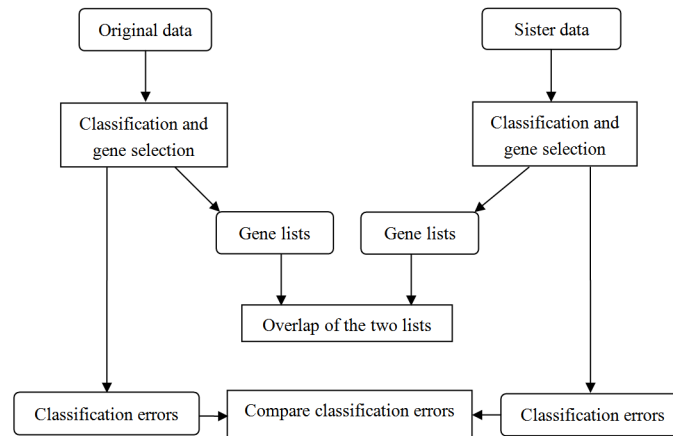 Original data
Sister data
Classification and
gene selection
Classification and
gene selection
Gene lists
Gene lists
Overlap of the two lists
Classification errors
Compare classification errors
Classification errors